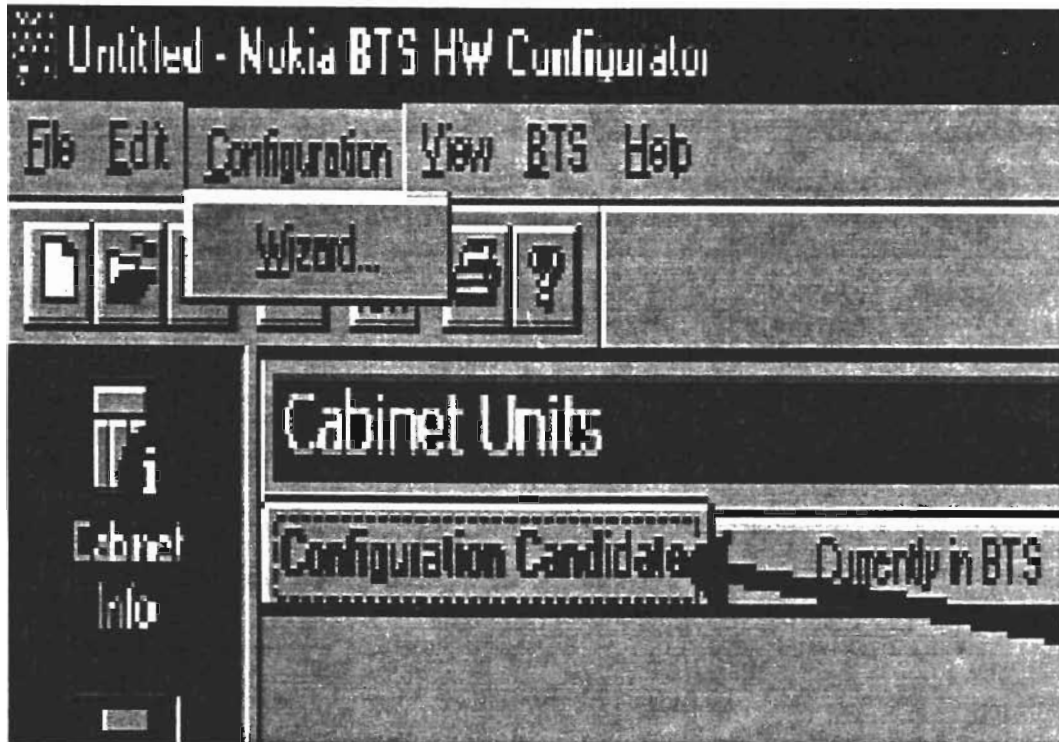 Untitled - Nokia BTS HW Configurator
File Edit Configuration View BTS Help
Wizard...
Cabinet Units
Cabinet
Info
Configuration Candidate
Currently in BTS